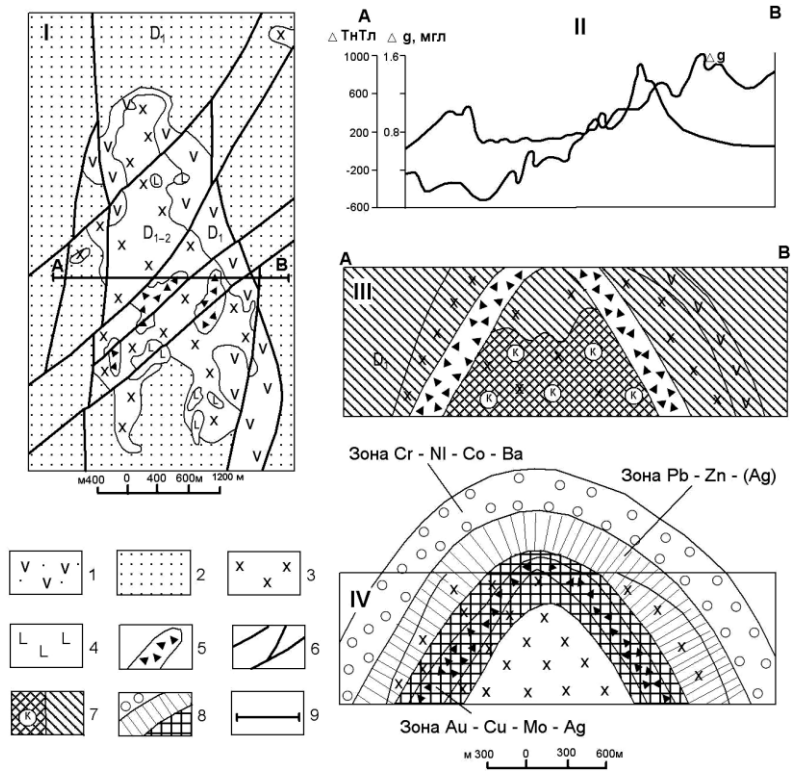 I
D1
X
A
B
△ TнТл
△ g, мгл
II
△ g
1000
600
200
-200
-600
1.6
0.8
V
V
V
X
X
V
X
V
X
X
L
L
V
X
V
V
D1–2
D1
X
X
X
X
X
A
B
X
V
V
X
X
L
X
V
X
L
V
X
L
V
L
V
м400 0 400 600м 1200 м
A
B
III
D1
X
X
X
X
V
V
V
V
К
К
К
К
К
Зона Cr - NI - Co - Ba
Зона Pb - Zn - (Ag)
IV
X
X
X
X
X
X
Зона Au - Cu - Mo - Ag
м 300 0 300 600м
V V V 1
2
X X X 3
L L L 4
5
6
К 7
8
9